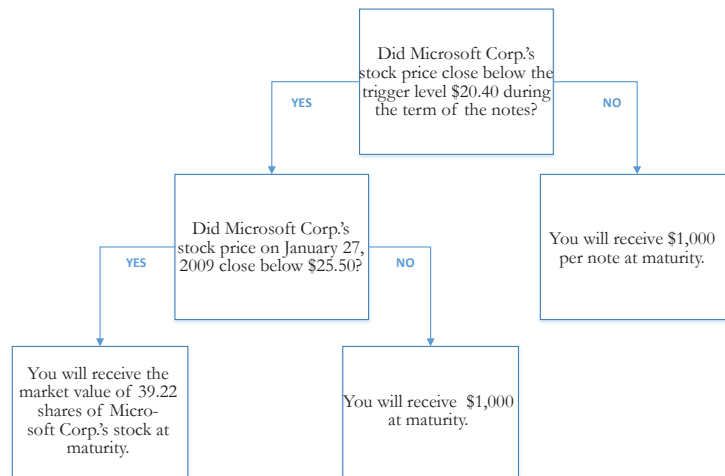 Did Microsoft Corp.'s
stock price close below the
trigger level $20.40 during
the term of the notes?
YES
NO
Did Microsoft Corp.'s
stock price on January 27,
2009 close below $25.50?
You will receive $1,000
per note at maturity.
YES
NO
You will receive the
market value of 39.22
shares of Micro-
soft Corp.'s stock at
maturity.
You will receive $1,000
at maturity.